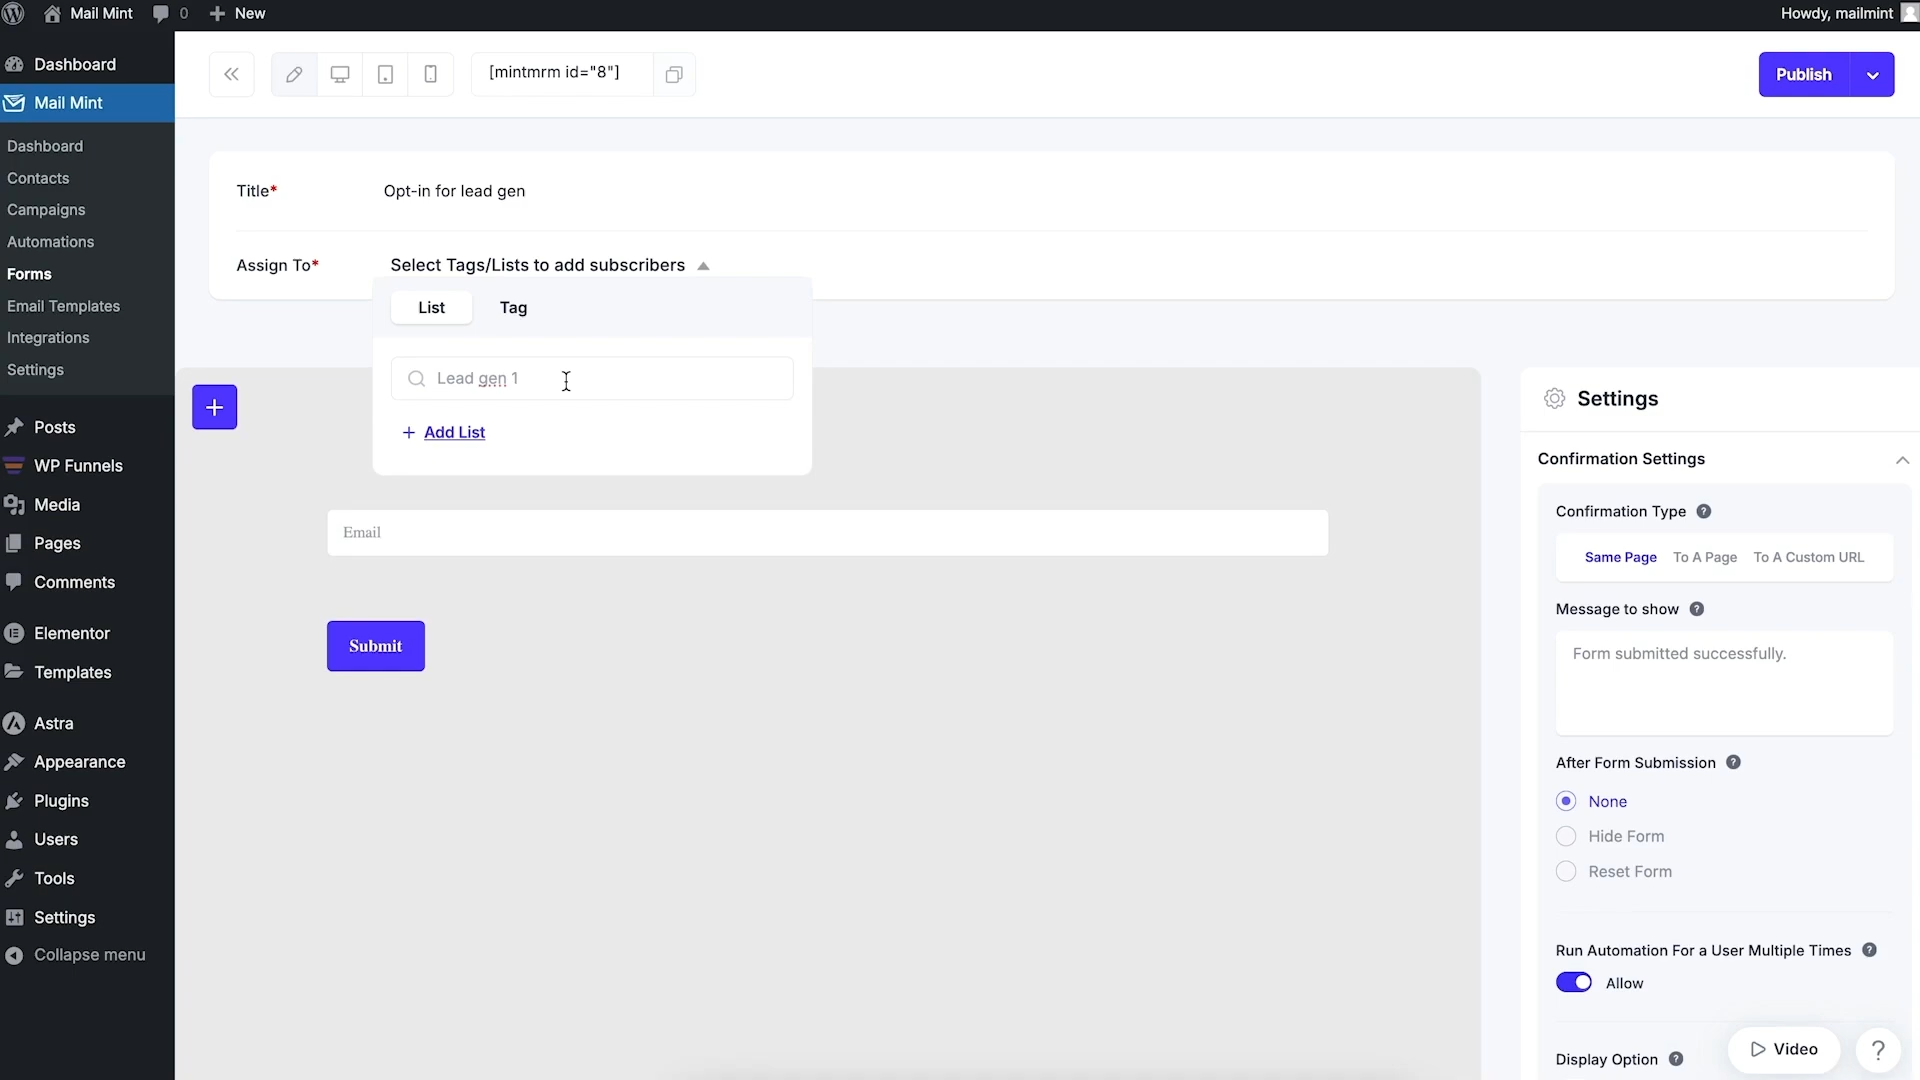 Mail Mint
0
New
Howdy, mailmint
Dashboard
Mail Mint
Dashboard
Contacts
Campaigns
Automations
Forms
Email Templates
Integrations
Settings
Posts
WP Funnels
Media
Pages
Comments
Elementor
Templates
Astra
Appearance
Plugins
Users
Tools
Settings
Collapse menu
[mintmrm id="8"]
Publish
Title*
Opt-in for lead gen
Assign To*
Select Tags/Lists to add subscribers
List
Tag
Lead gen 1
+ Add List
Email
Submit
Settings
Confirmation Settings
Confirmation Type ?
Same Page
To A Page
To A Custom URL
Message to show ?
Form submitted successfully.
After Form Submission ?
None
Hide Form
Reset Form
Run Automation For a User Multiple Times ?
Allow
Display Option ?
Video
?